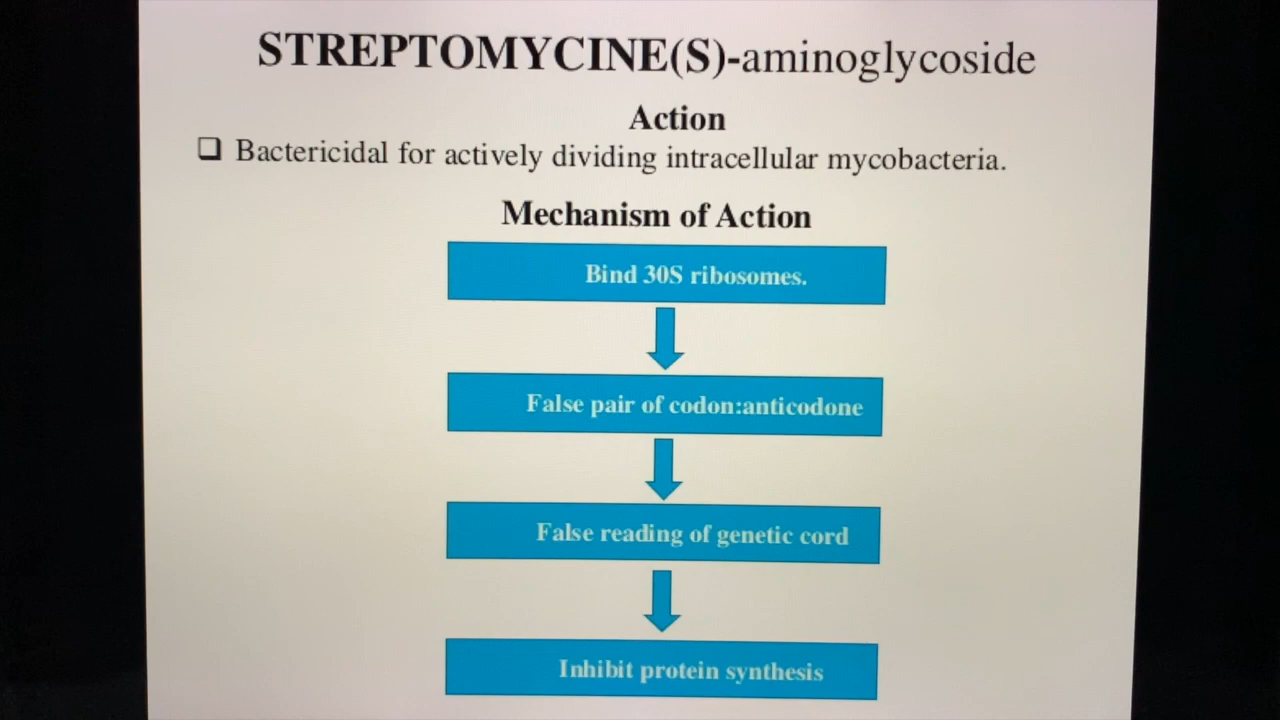 STREPTOMYCINE(S)-aminoglycoside
Action
❑ Bactericidal for actively dividing intracellular mycobacteria.
Mechanism of Action
Bind 30S ribosomes.
False pair of codon:anticodone
False reading of genetic cord
Inhibit protein synthesis